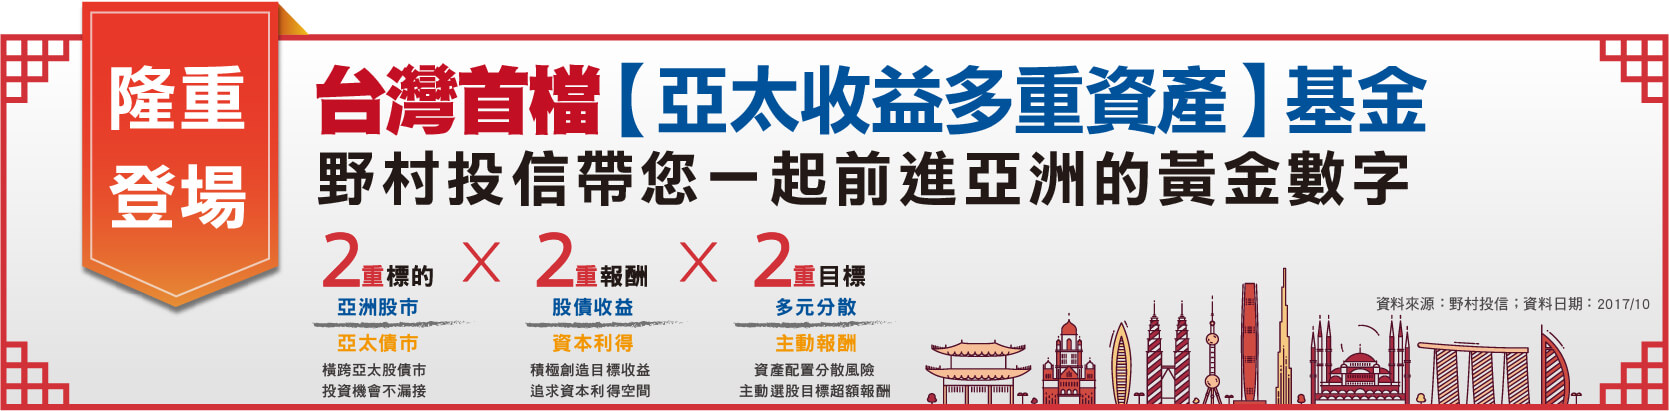 隆重
登場
台灣首檔【亞太收益多重資產】基金
野村投信帶您一起前進亞洲的黃金數字
2重標的 × 2重報酬 × 2重目標
亞洲股市 股債收益 多元分散
亞太債市 資本利得 主動報酬
橫跨亞太股債市 積極創造目標收益 資產配置分散風險
投資機會不漏接 追求資本利得空間 主動選股目標超額報酬
資料來源：野村投信；資料日期：2017/10